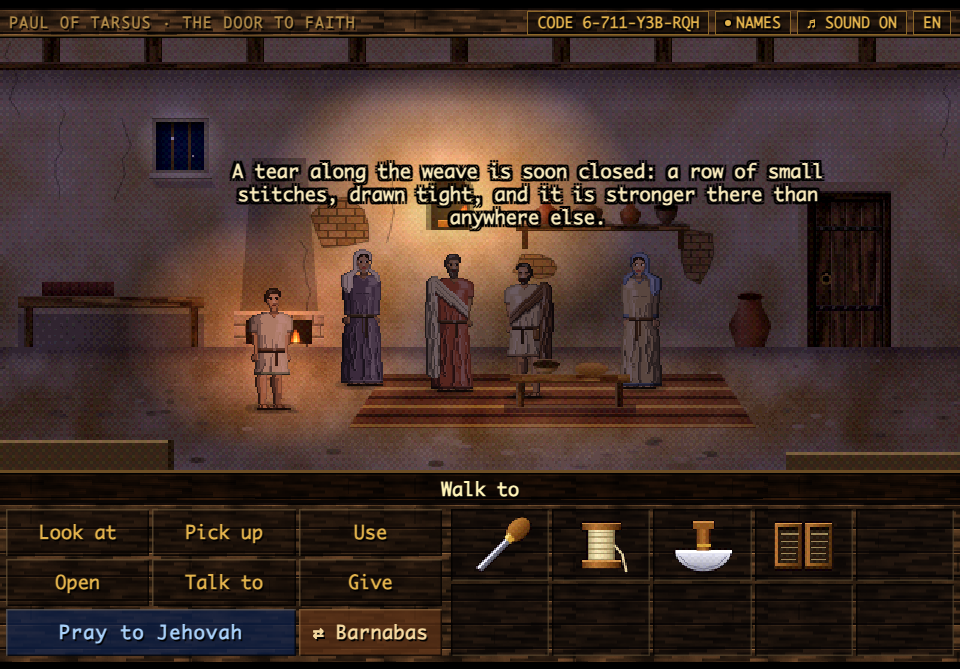 PAUL OF TARSUS · THE DOOR TO FAITH
CODE 6-711-Y3B-RQH
• NAMES
♬ SOUND ON
EN
A tear along the weave is soon closed: a row of small
stitches, drawn tight, and it is stronger there than
anywhere else.
Walk to
Look at
Pick up
Use
Open
Talk to
Give
Pray to Jehovah
⇄ Barnabas